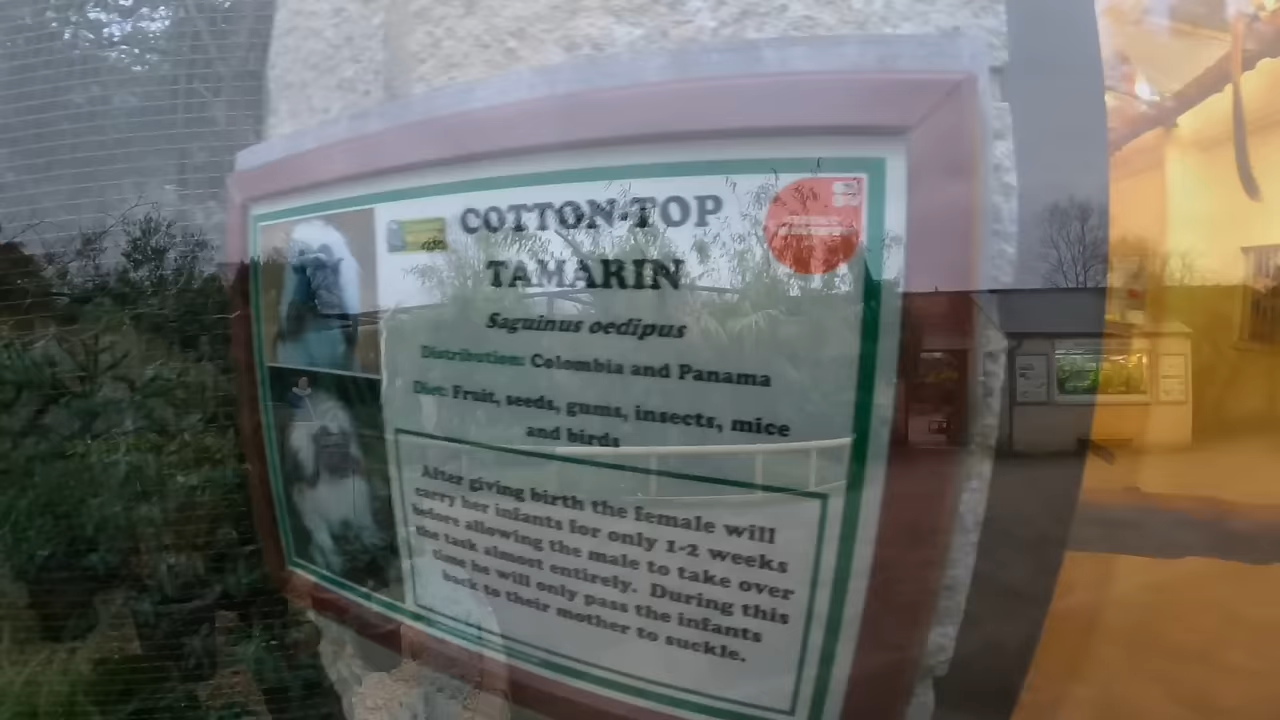 COTTON-TOP
TAMARIN
Saguinus oedipus
Distribution: Colombia and Panama
Diet: Fruit, seeds, gums, insects, mice
and birds
After giving birth the female will
carry her infants for only 1-2 weeks
before allowing the male to take over
the task almost entirely. During this
time he will only pass the infants
back to their mother to suckle.